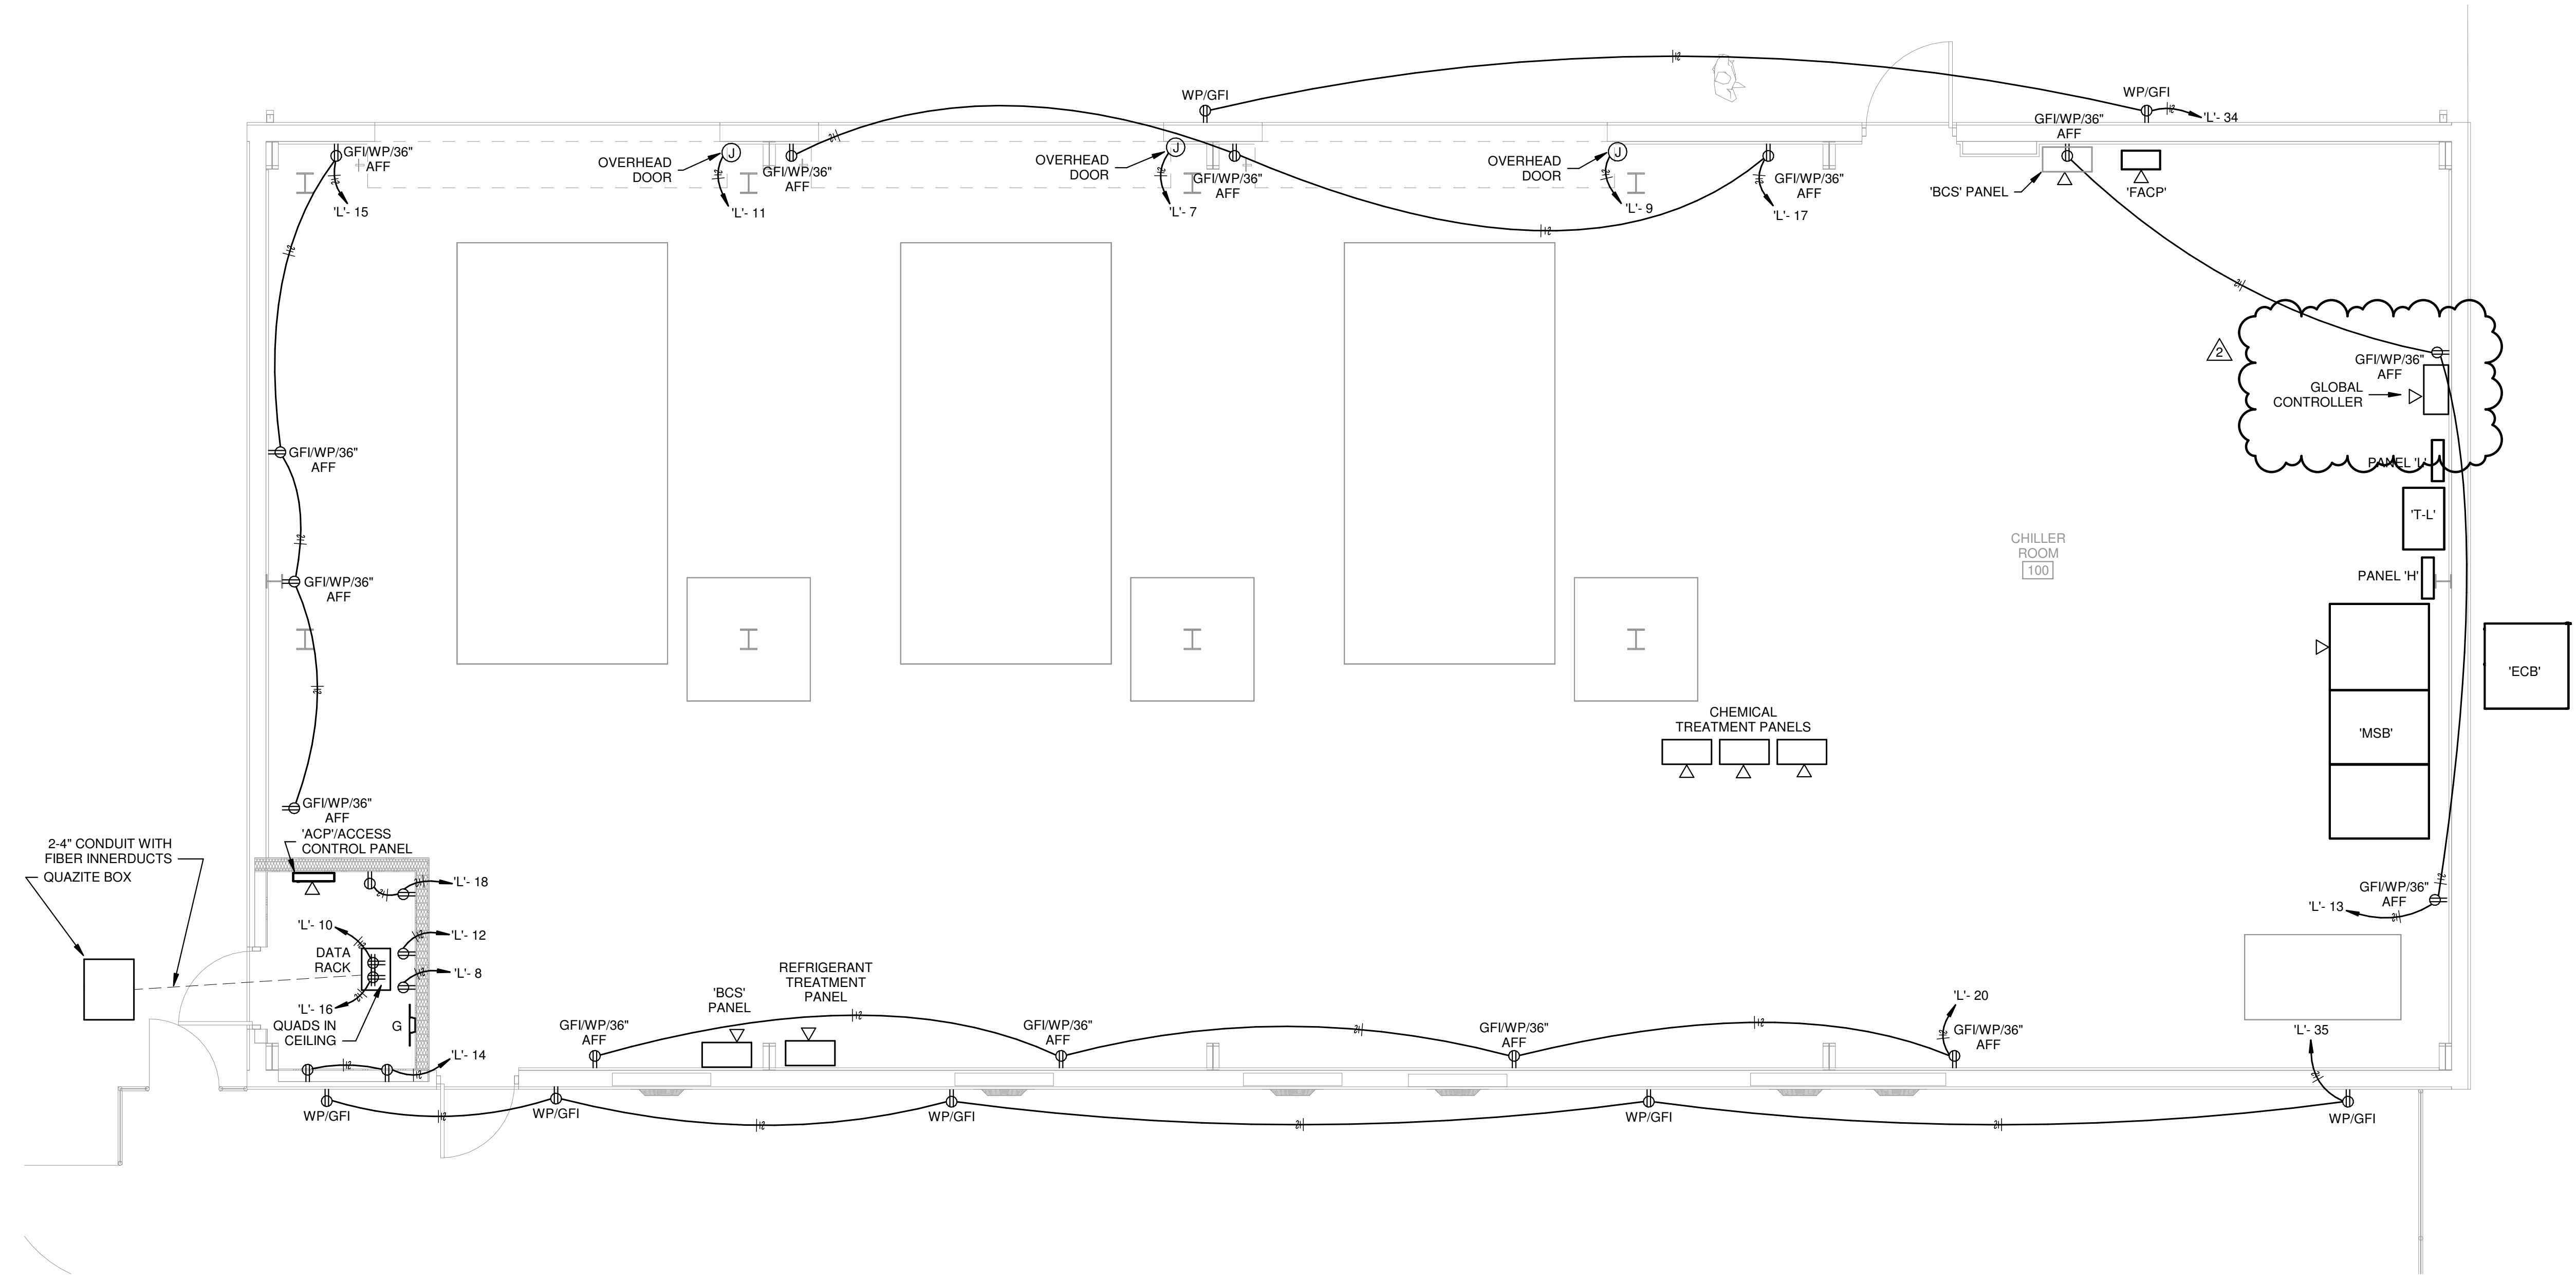 WP/GFI
WP/GFI
'L'- 34
GFI/WP/36"
AFF
'L'- 15
OVERHEAD
DOOR
J
'L'- 11
GFI/WP/36"
AFF
OVERHEAD
DOOR
J
'L'- 7
GFI/WP/36"
AFF
OVERHEAD
DOOR
J
'L'- 9
GFI/WP/36"
AFF
'L'- 17
GFI/WP/36"
AFF
'BCS' PANEL
'FACP'
2
GFI/WP/36"
AFF
GLOBAL
CONTROLLER
PANEL 'L'
'T-L'
PANEL 'H'
CHILLER
ROOM
100
GFI/WP/36"
AFF
GFI/WP/36"
AFF
'ECB'
'MSB'
CHEMICAL
TREATMENT PANELS
GFI/WP/36"
AFF
'ACP'/ACCESS
CONTROL PANEL
2-4" CONDUIT WITH
FIBER INNERDUCTS
QUAZITE BOX
'L'- 18
'L'- 10
'L'- 12
DATA
RACK
'L'- 8
'L'- 16
QUADS IN
CEILING
G
'L'- 14
GFI/WP/36"
AFF
'L'- 13
'BCS'
PANEL
REFRIGERANT
TREATMENT
PANEL
GFI/WP/36"
AFF
GFI/WP/36"
AFF
GFI/WP/36"
AFF
'L'- 20
GFI/WP/36"
AFF
'L'- 35
WP/GFI
WP/GFI
WP/GFI
WP/GFI
WP/GFI